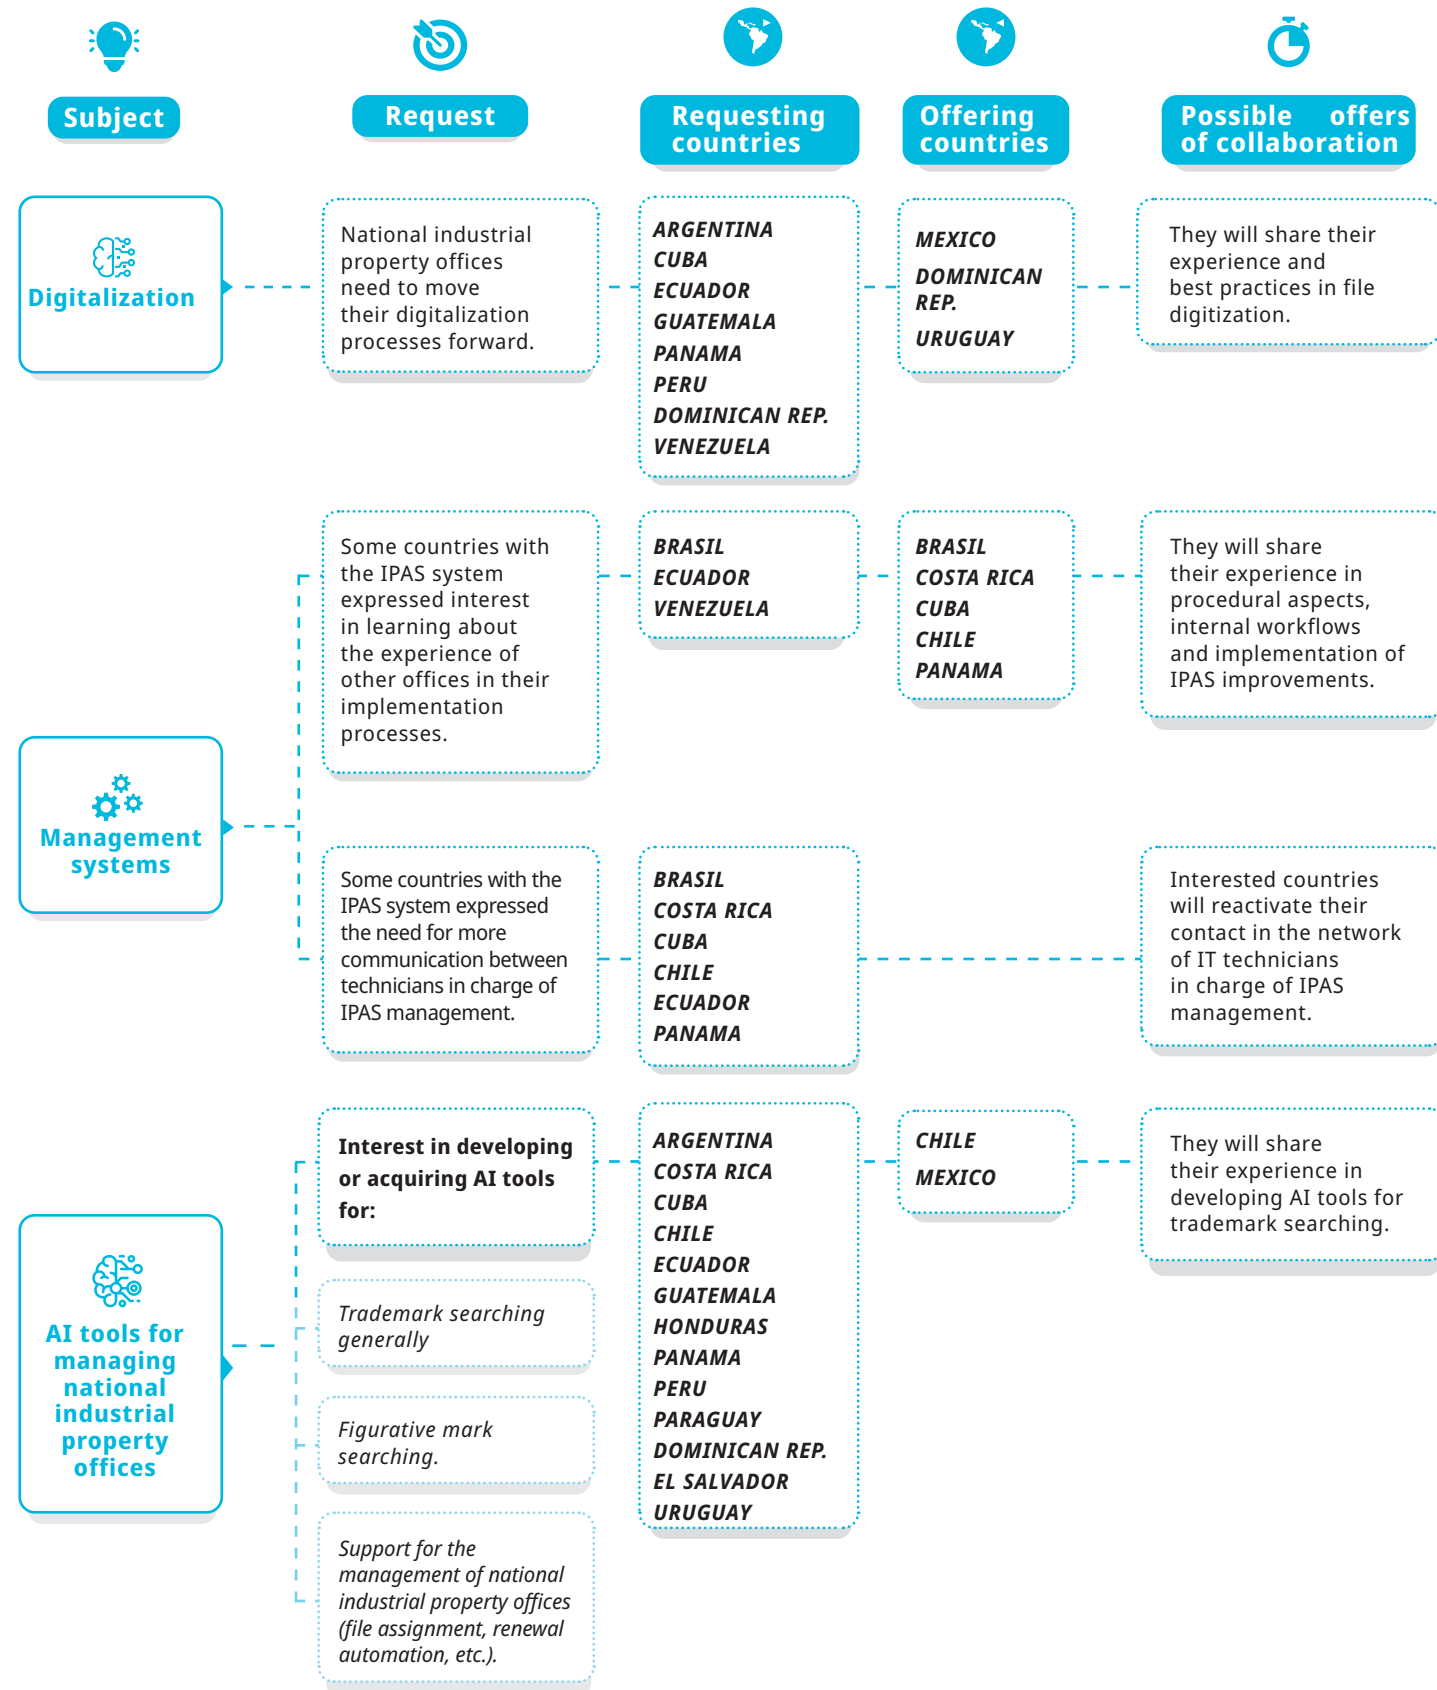 Subject
Request
Requesting
countries
Offering
countries
Possible offers
of collaboration
Digitalization
National industrial
property offices
need to move
their digitalization
processes forward.
ARGENTINA
CUBA
ECUADOR
GUATEMALA
PANAMA
PERU
DOMINICAN REP.
VENEZUELA
MEXICO
DOMINICAN
REP.
URUGUAY
They will share their
experience and
best practices in file
digitization.
Management
systems
Some countries with
the IPAS system
expressed interest
in learning about
the experience of
other offices in their
implementation
processes.
BRASIL
ECUADOR
VENEZUELA
BRASIL
COSTA RICA
CUBA
CHILE
PANAMA
They will share
their experience in
procedural aspects,
internal workflows
and implementation of
IPAS improvements.
Some countries with the
IPAS system expressed
the need for more
communication between
technicians in charge of
IPAS management.
BRASIL
COSTA RICA
CUBA
CHILE
ECUADOR
PANAMA
Interested countries
will reactivate their
contact in the network
of IT technicians
in charge of IPAS
management.
AI tools for
managing
national
industrial
property
offices
Interest in developing
or acquiring AI tools
for:
Trademark searching
generally
Figurative mark
searching.
Support for the
management of national
industrial property offices
(file assignment, renewal
automation, etc.).
ARGENTINA
COSTA RICA
CUBA
CHILE
ECUADOR
GUATEMALA
HONDURAS
PANAMA
PERU
PARAGUAY
DOMINICAN REP.
EL SALVADOR
URUGUAY
CHILE
MEXICO
They will share
their experience in
developing AI tools for
trademark searching.